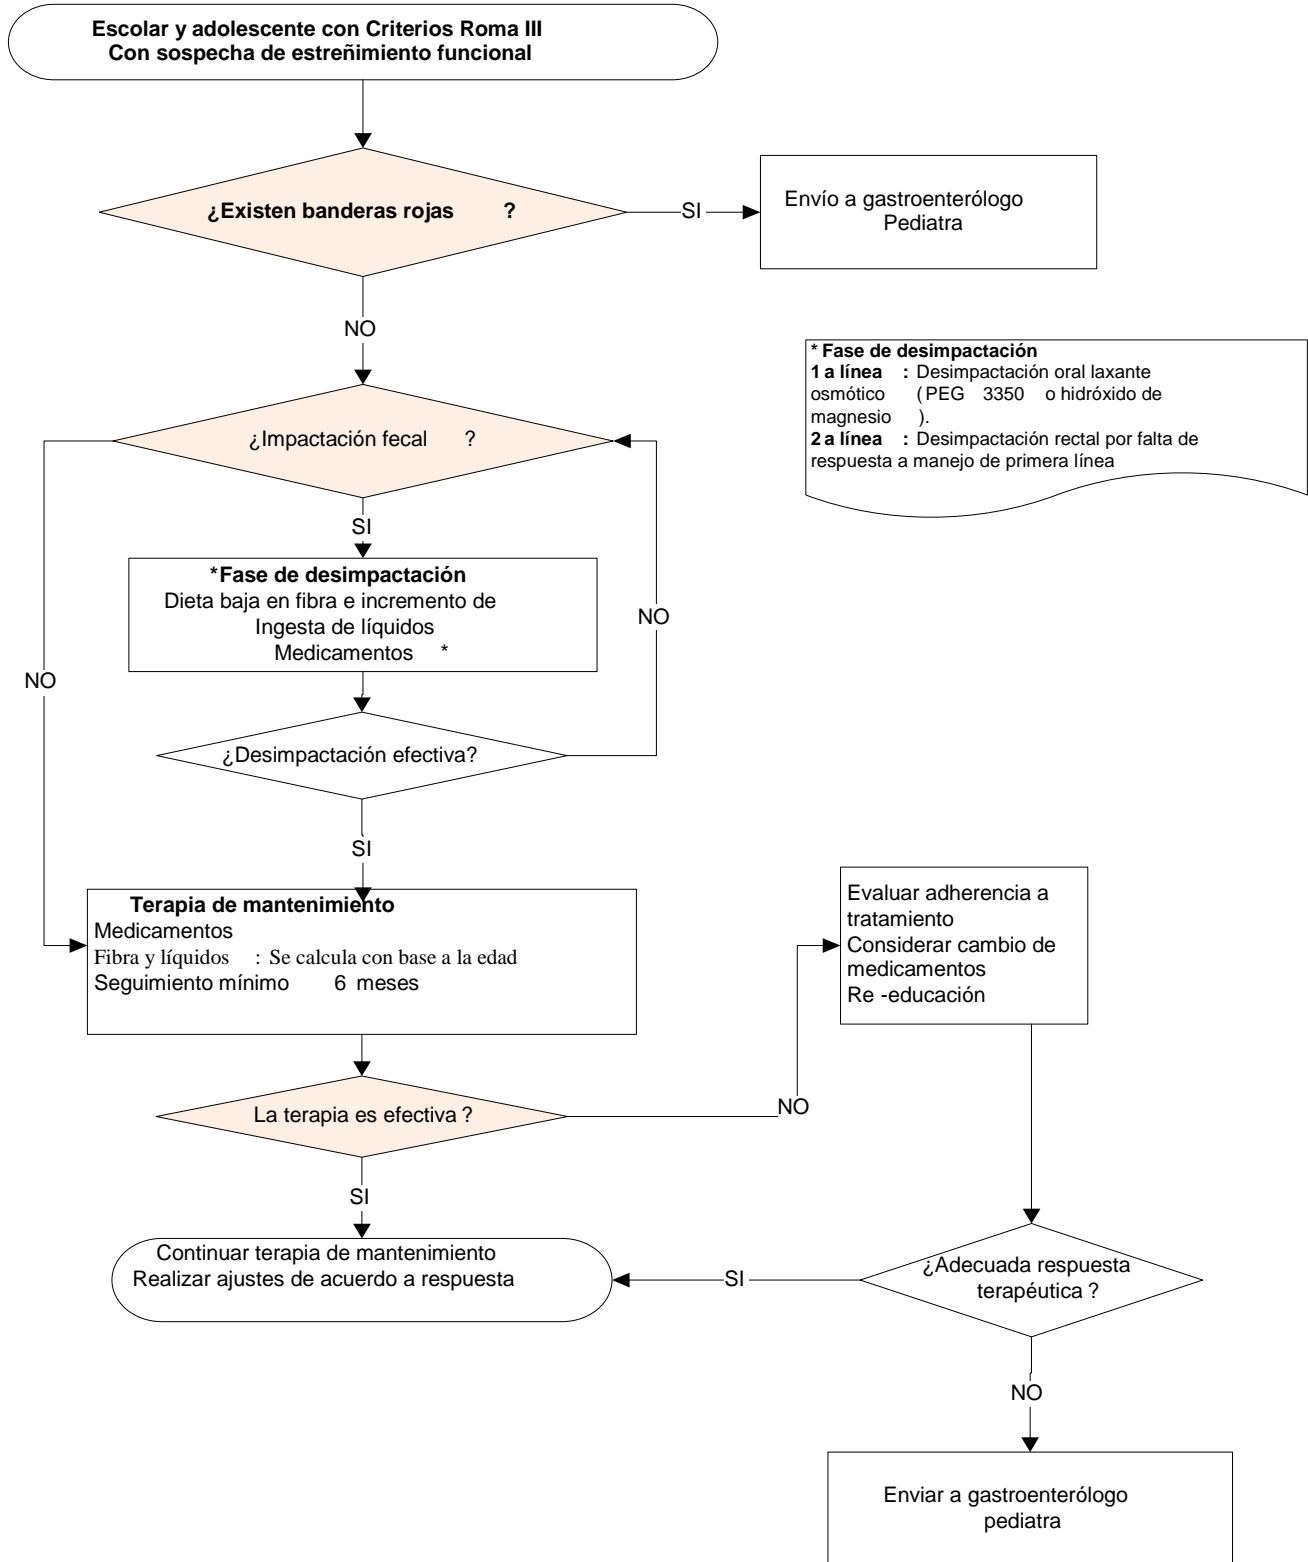 Escolar y adolescente con Criterios Roma III
Con sospecha de estreñimiento funcional
¿Existen banderas rojas ?
SI
Envío a gastroenterólogo
Pediatra
NO
* Fase de desimpactación
1 a línea : Desimpactación oral laxante
osmótico ( PEG 3350 o hidróxido de
magnesio ).
2 a línea : Desimpactación rectal por falta de
respuesta a manejo de primera línea
¿Impactación fecal ?
SI
*Fase de desimpactación
Dieta baja en fibra e incremento de
Ingesta de líquidos
Medicamentos *
NO
NO
¿Desimpactación efectiva?
SI
Terapia de mantenimiento
Medicamentos
Fibra y líquidos : Se calcula con base a la edad
Seguimiento mínimo 6 meses
Evaluar adherencia a
tratamiento
Considerar cambio de
medicamentos
Re -educación
La terapia es efectiva ?
NO
SI
Continuar terapia de mantenimiento
Realizar ajustes de acuerdo a respuesta
SI
¿Adecuada respuesta
terapéutica ?
NO
Enviar a gastroenterólogo
pediatra